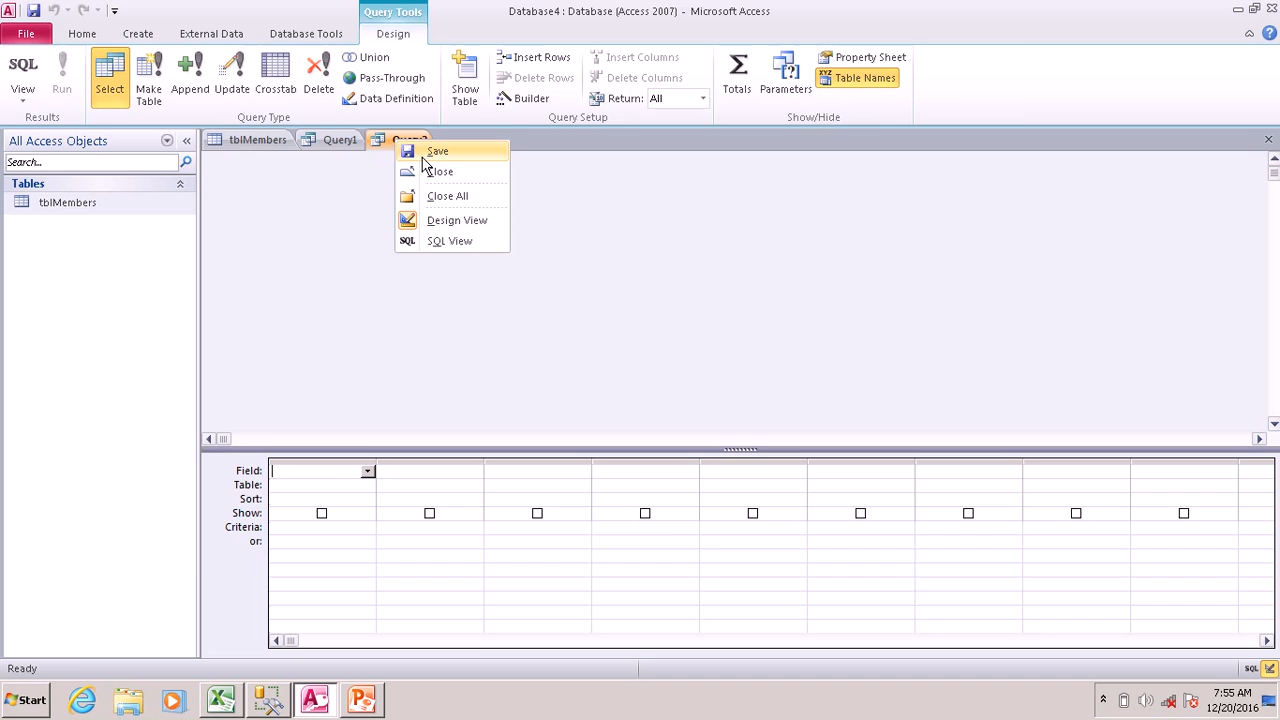 Query Tools
Database4 : Database (Access 2007) - Microsoft Access
File Home Create External Data Database Tools Design
SQL
View
Run
Results
Select
Make
Table
Append
Update
Crosstab
Delete
Union
Pass-Through
Data Definition
Query Type
Show
Table
Insert Rows
Delete Rows
Builder
Insert Columns
Delete Columns
Return: All
Query Setup
Σ
Totals
[?]
Parameters
Property Sheet
XYZ Table Names
Show/Hide
All Access Objects
Search..
Tables
tblMembers
tblMembers Query1
Save
Close
Close All
Design View
SQL SQL View
Field:
Table:
Sort:
Show:
Criteria:
or:
Ready
SQL
Start
7:55 AM
12/20/2016